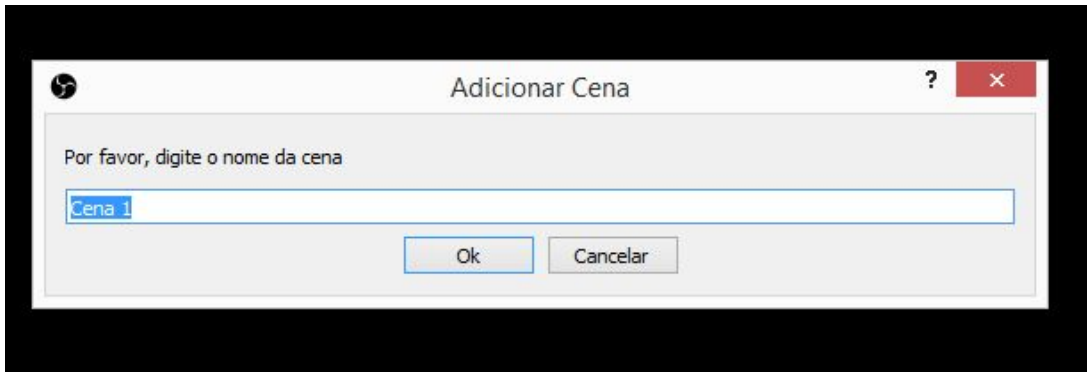 Adicionar Cena
?
Por favor, digite o nome da cena
Cena 1
Ok Cancelar